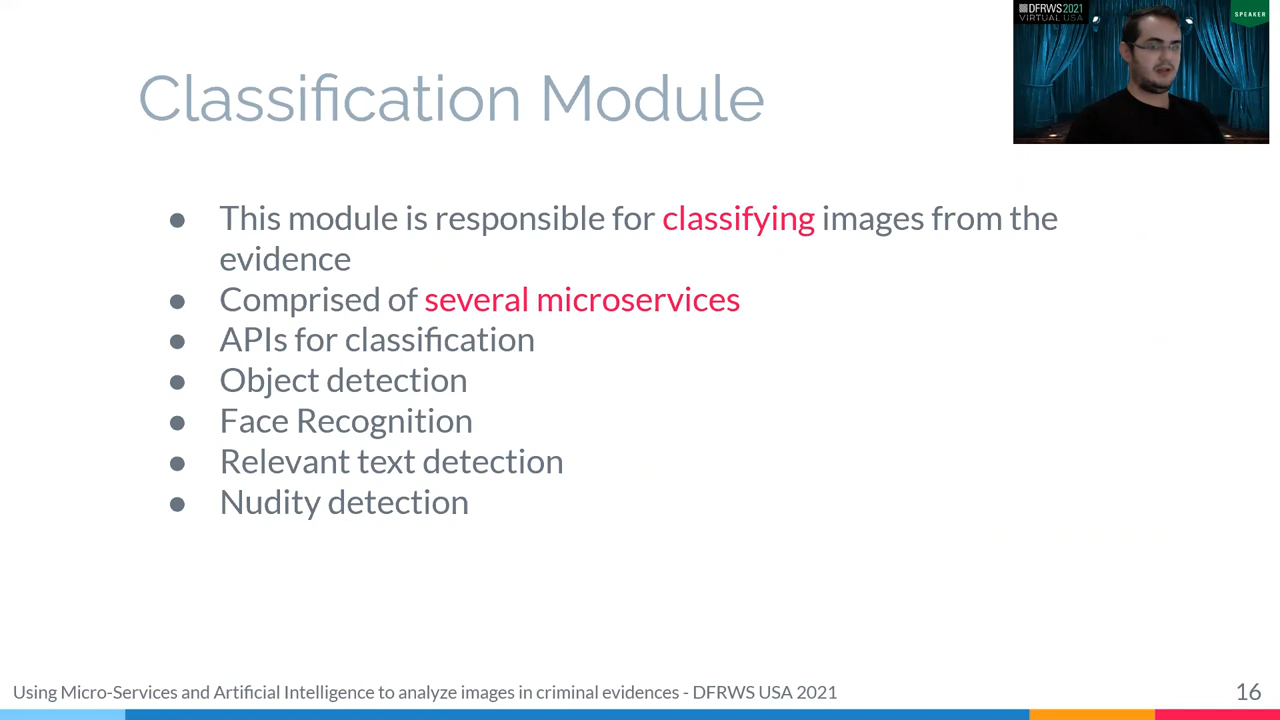 DFRWS2021
VIRTUAL USA
SPEAKER
Classification Module
● This module is responsible for classifying images from the
evidence
● Comprised of several microservices
● APIs for classification
● Object detection
● Face Recognition
● Relevant text detection
● Nudity detection
Using Micro-Services and Artificial Intelligence to analyze images in criminal evidences - DFRWS USA 2021
16